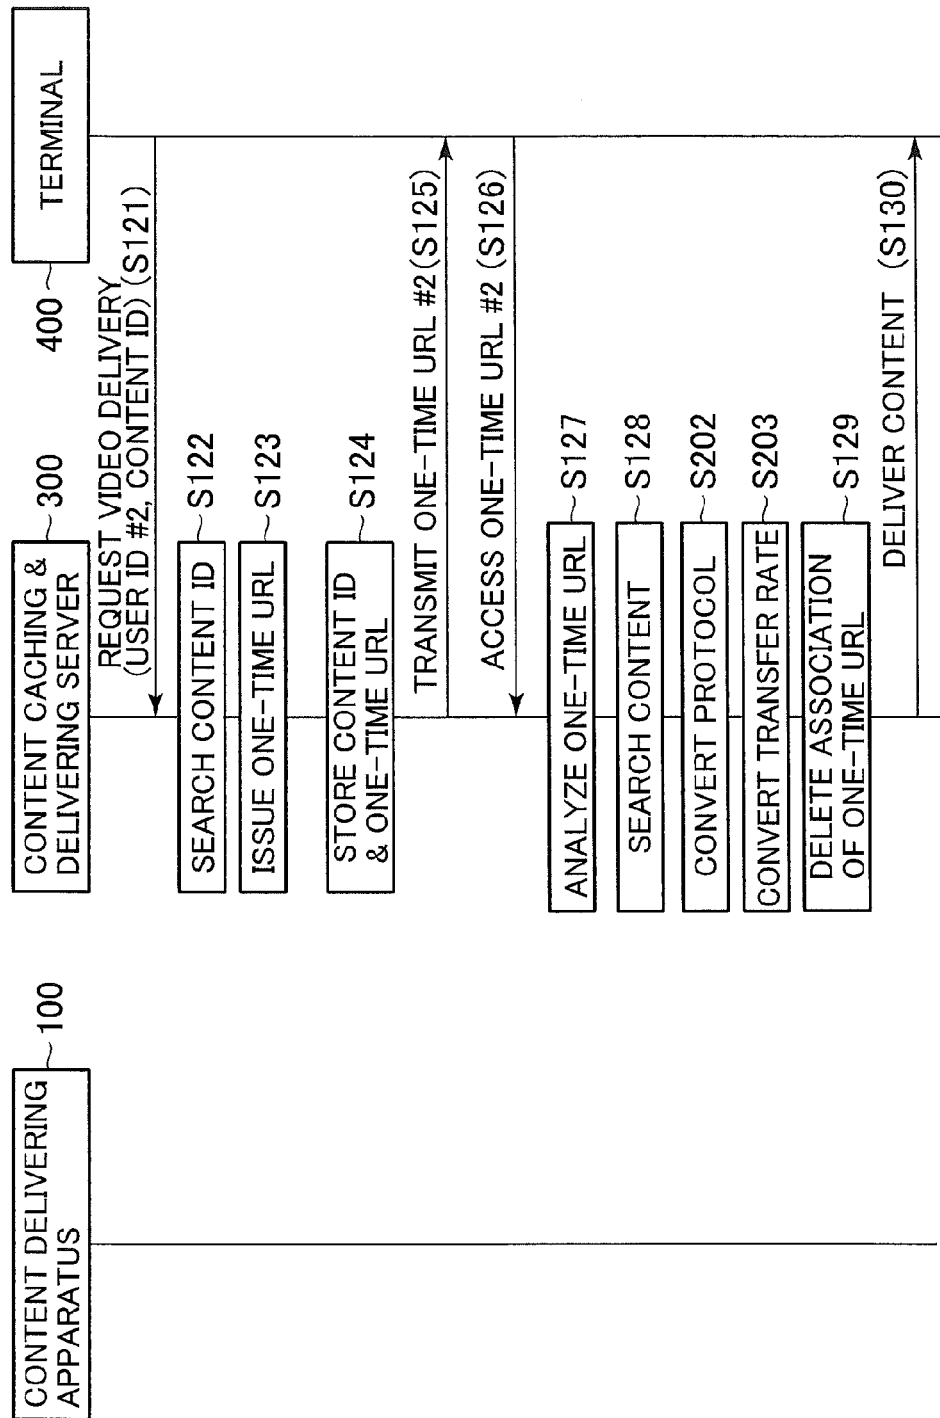 CONTENT DELIVERING
APPARATUS
100
CONTENT CACHING &
DELIVERING SERVER
300
TERMINAL
400
REQUEST VIDEO DELIVERY
(USER ID #2, CONTENT ID) (S121)
SEARCH CONTENT ID
S122
ISSUE ONE-TIME URL
S123
STORE CONTENT ID
& ONE-TIME URL
S124
TRANSMIT ONE-TIME URL #2(S125)
ACCESS ONE-TIME URL #2 (S126)
ANALYZE ONE-TIME URL
S127
SEARCH CONTENT
S128
CONVERT PROTOCOL
S202
CONVERT TRANSFER RATE
S203
DELETE ASSOCIATION
OF ONE-TIME URL
S129
DELIVER CONTENT (S130)